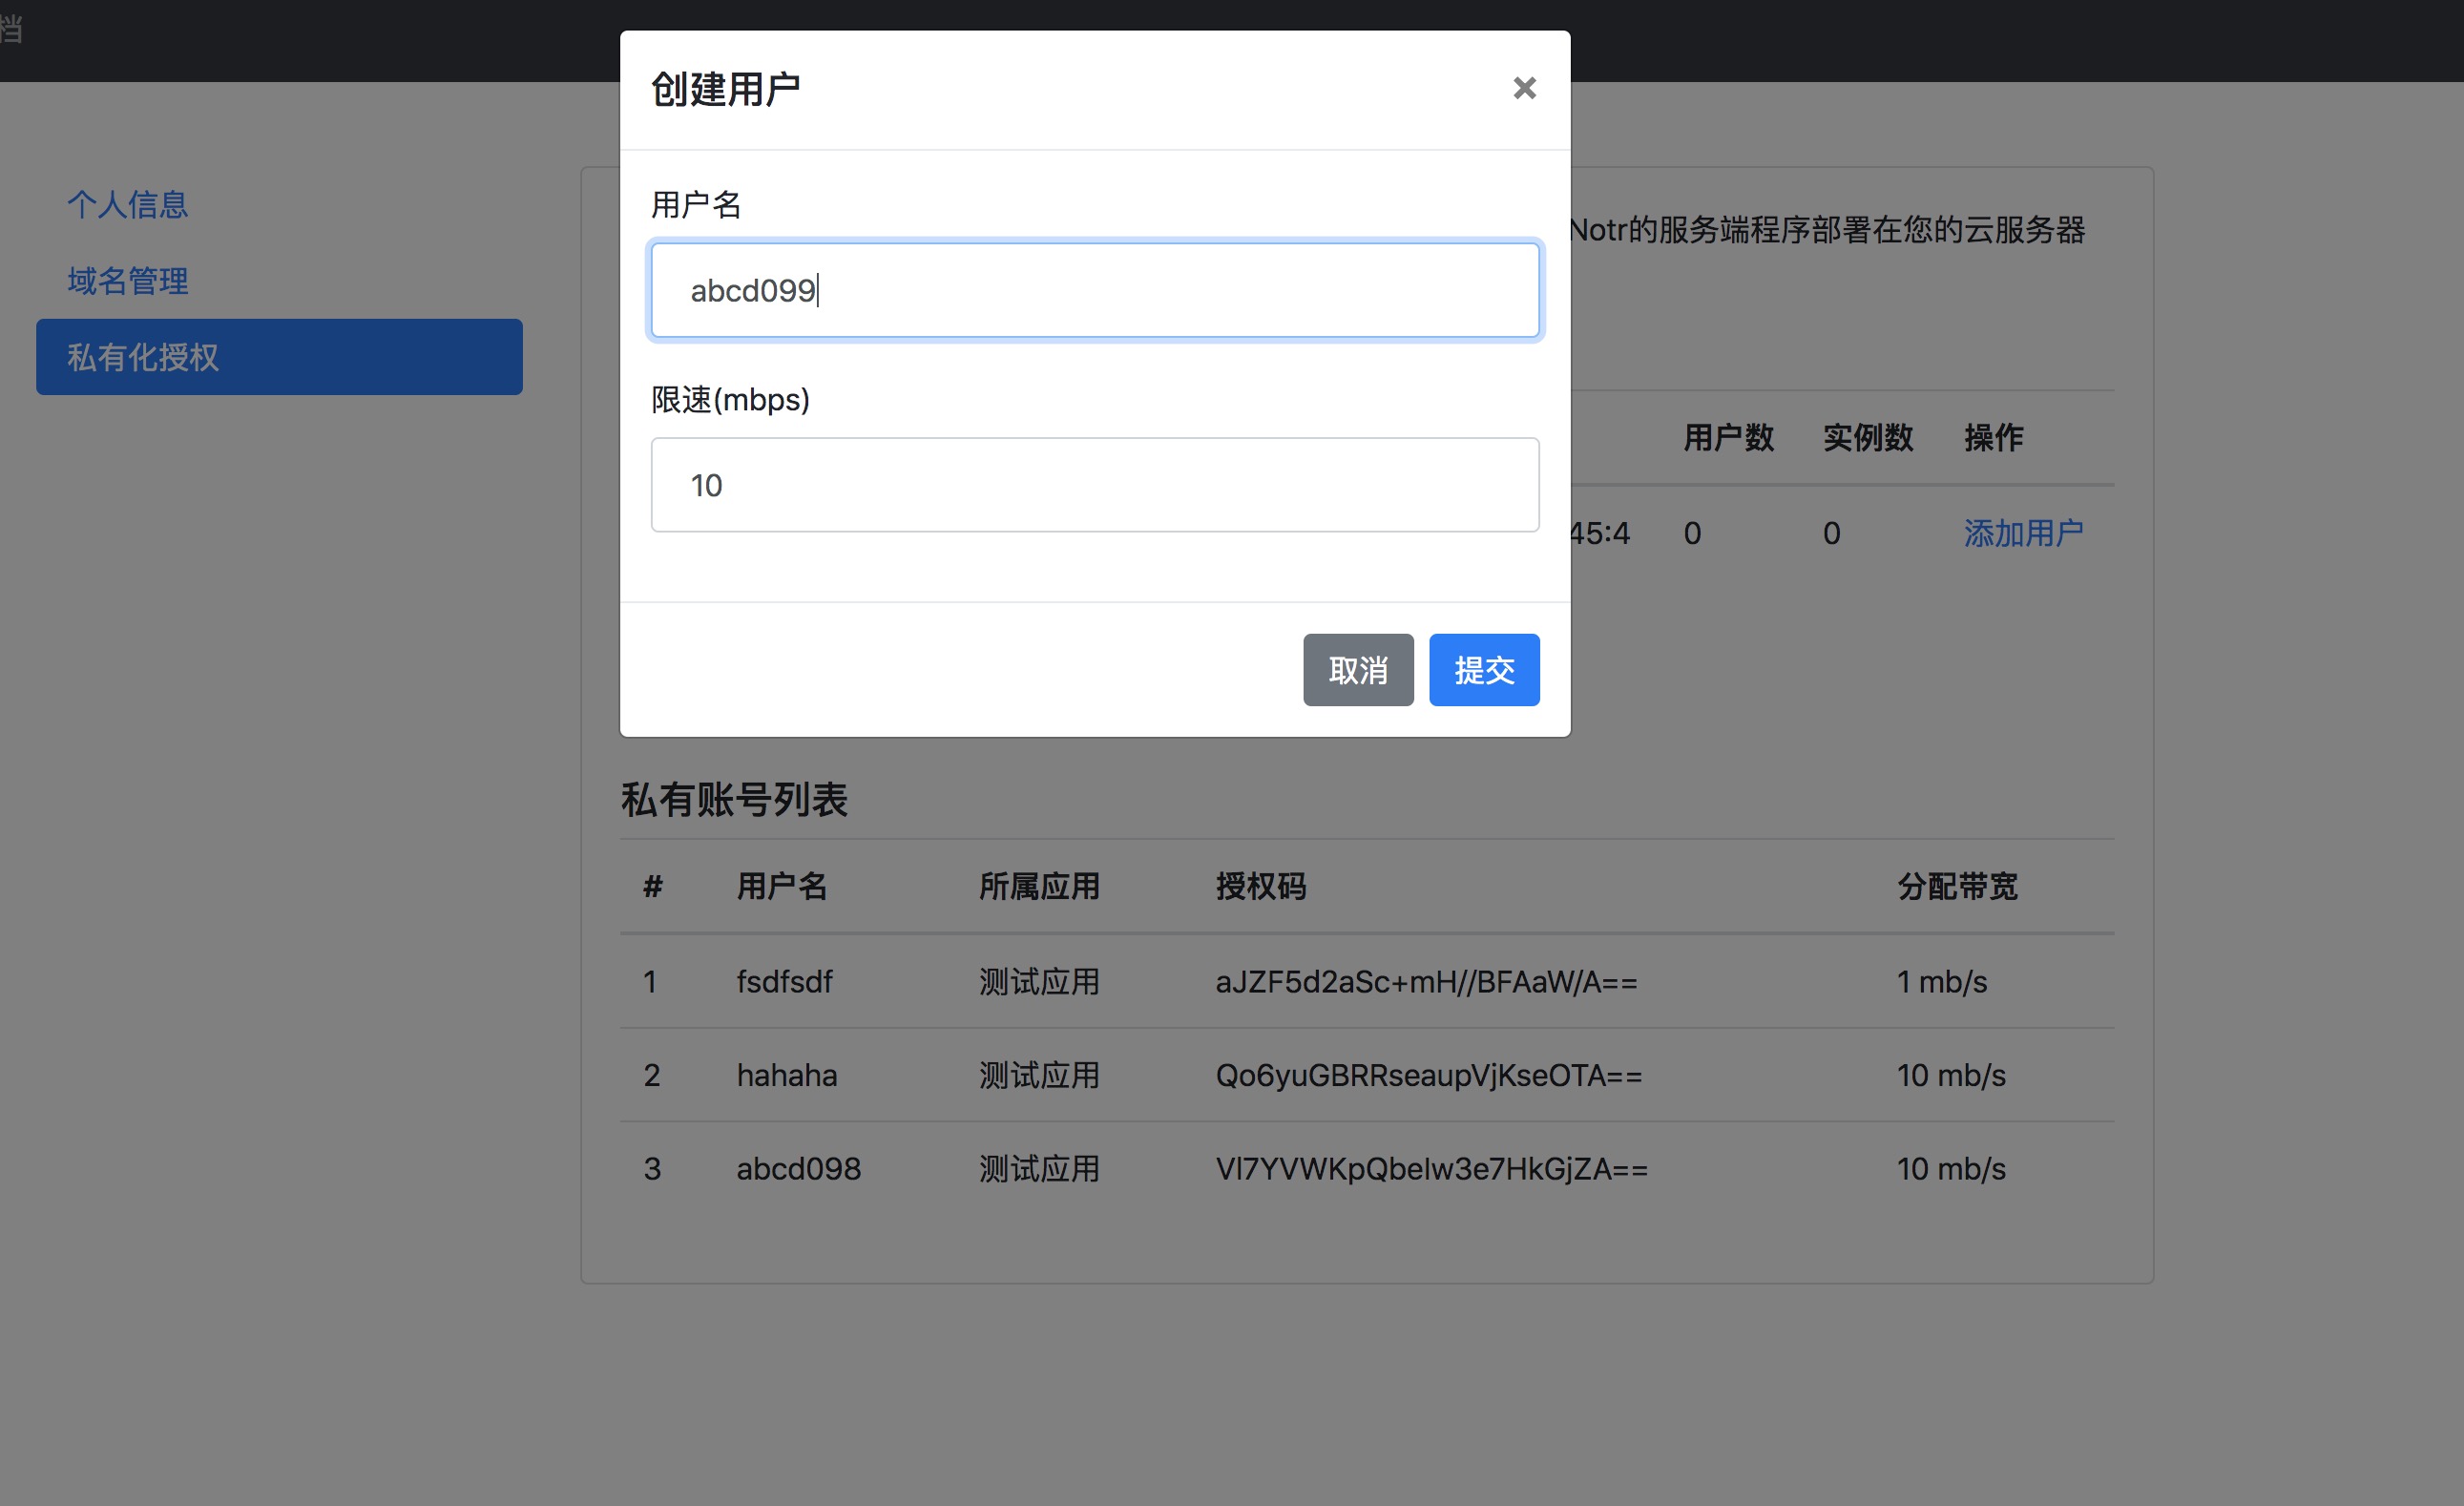 档
创建用户
×
用户名
abcd099
限速(mbps)
10
取消 提交
个人信息
域名管理
私有化授权
Notr的服务端程序部署在您的云服务器
用户数 实例数 操作
45:4 0 0 添加用户
私有账号列表
# 用户名 所属应用 授权码 分配带宽
1 fsdfsdf 测试应用 aJZF5d2aSc+mH//BFAaW/A== 1 mb/s
2 hahaha 测试应用 Qo6yuGBRRseaupVjKseOTA== 10 mb/s
3 abcd098 测试应用 Vl7YVWKpQbelw3e7HkGjZA== 10 mb/s